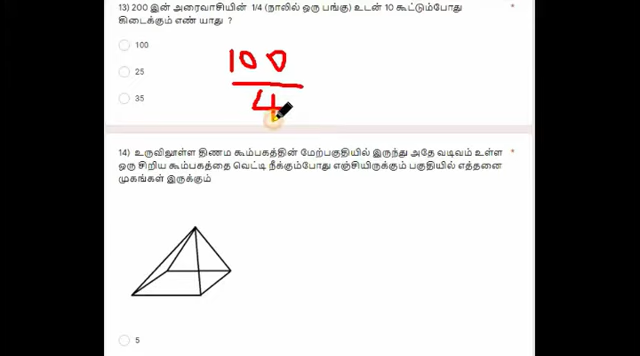 13) 200 இன் அரைவாசியின் 1/4 (நாலில் ஒரு பங்கு) உடன் 10 கூட்டும்போது *
கிடைக்கும் எண் யாது ?
100
25
35
100
4
14) உருவிலுள்ள திணம கூம்பகத்தின் மேற்பகுதியில் இருந்து அதே வடிவம் உள்ள *
ஒரு சிறிய கூம்பகத்தை வெட்டி நீக்கும்போது எஞ்சியிருக்கும் பகுதியில் எத்தனை
முகங்கள் இருக்கும்
5